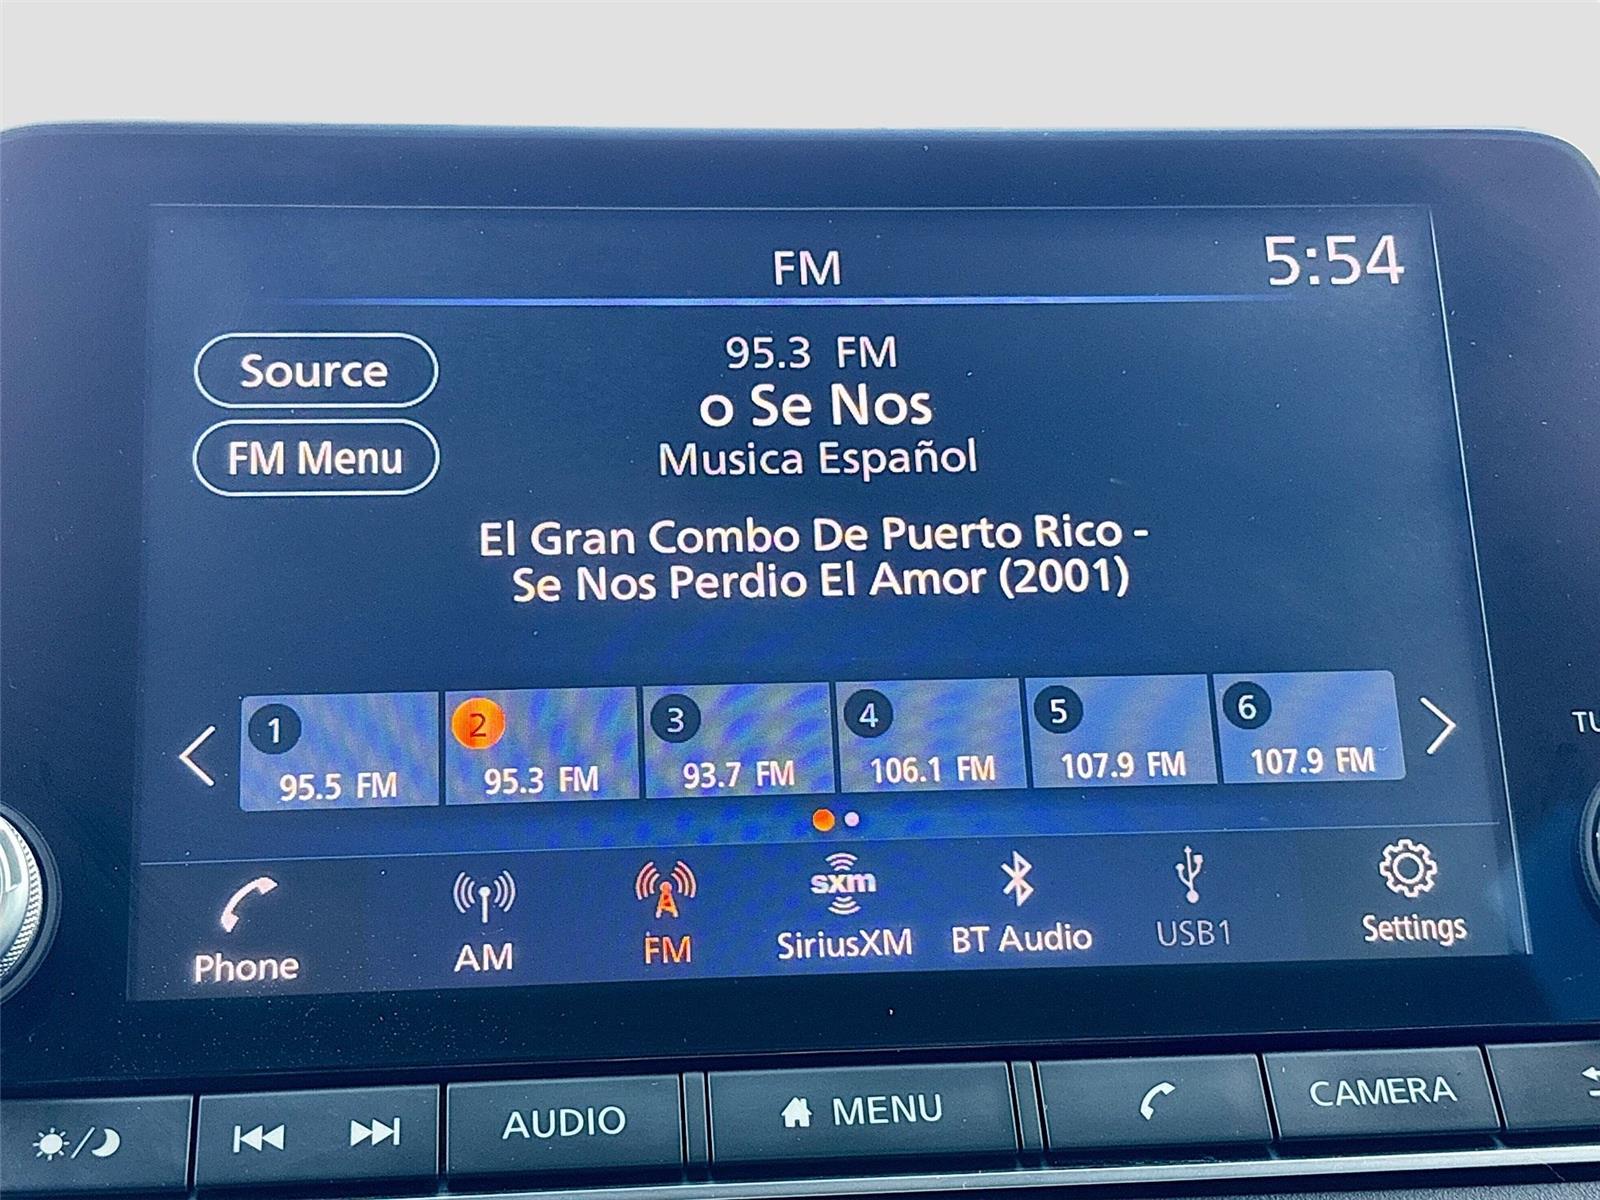 FM
5:54
Source
FM Menu
95.3 FM
o Se Nos
Musica Español
El Gran Combo De Puerto Rico -
Se Nos Perdio El Amor (2001)
1 2 3 4 5 6
95.5 FM 95.3 FM 93.7 FM 106.1 FM 107.9 FM 107.9 FM
sxm
Phone AM FM SiriusXM BT Audio USB1 Settings
AUDIO MENU CAMERA